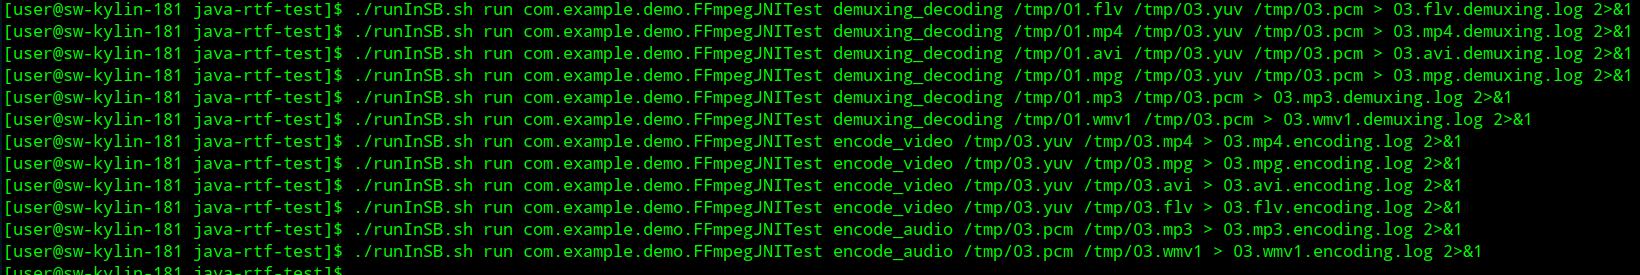 [user@sw-kylin-181 java-rtf-test]$ ./runInSB.sh run com.example.demo.FFmpegJNITest demuxing_decoding /tmp/01.flv /tmp/03.yuv /tmp/03.pcm > 03.flv.demuxing.log 2>&1
[user@sw-kylin-181 java-rtf-test]$ ./runInSB.sh run com.example.demo.FFmpegJNITest demuxing_decoding /tmp/01.mp4 /tmp/03.yuv /tmp/03.pcm > 03.mp4.demuxing.log 2>&1
[user@sw-kylin-181 java-rtf-test]$ ./runInSB.sh run com.example.demo.FFmpegJNITest demuxing_decoding /tmp/01.avi /tmp/03.yuv /tmp/03.pcm > 03.avi.demuxing.log 2>&1
[user@sw-kylin-181 java-rtf-test]$ ./runInSB.sh run com.example.demo.FFmpegJNITest demuxing_decoding /tmp/01.mpg /tmp/03.yuv /tmp/03.pcm > 03.mpg.demuxing.log 2>&1
[user@sw-kylin-181 java-rtf-test]$ ./runInSB.sh run com.example.demo.FFmpegJNITest demuxing_decoding /tmp/01.mp3 /tmp/03.pcm > 03.mp3.demuxing.log 2>&1
[user@sw-kylin-181 java-rtf-test]$ ./runInSB.sh run com.example.demo.FFmpegJNITest demuxing_decoding /tmp/01.wmv1 /tmp/03.pcm > 03.wmv1.demuxing.log 2>&1
[user@sw-kylin-181 java-rtf-test]$ ./runInSB.sh run com.example.demo.FFmpegJNITest encode_video /tmp/03.yuv /tmp/03.mp4 > 03.mp4.encoding.log 2>&1
[user@sw-kylin-181 java-rtf-test]$ ./runInSB.sh run com.example.demo.FFmpegJNITest encode_video /tmp/03.yuv /tmp/03.mpg > 03.mpg.encoding.log 2>&1
[user@sw-kylin-181 java-rtf-test]$ ./runInSB.sh run com.example.demo.FFmpegJNITest encode_video /tmp/03.yuv /tmp/03.avi > 03.avi.encoding.log 2>&1
[user@sw-kylin-181 java-rtf-test]$ ./runInSB.sh run com.example.demo.FFmpegJNITest encode_video /tmp/03.yuv /tmp/03.flv > 03.flv.encoding.log 2>&1
[user@sw-kylin-181 java-rtf-test]$ ./runInSB.sh run com.example.demo.FFmpegJNITest encode_audio /tmp/03.pcm /tmp/03.mp3 > 03.mp3.encoding.log 2>&1
[user@sw-kylin-181 java-rtf-test]$ ./runInSB.sh run com.example.demo.FFmpegJNITest encode_audio /tmp/03.pcm /tmp/03.wmv1 > 03.wmv1.encoding.log 2>&1
[user@sw-kylin-181 java-rtf-test]$